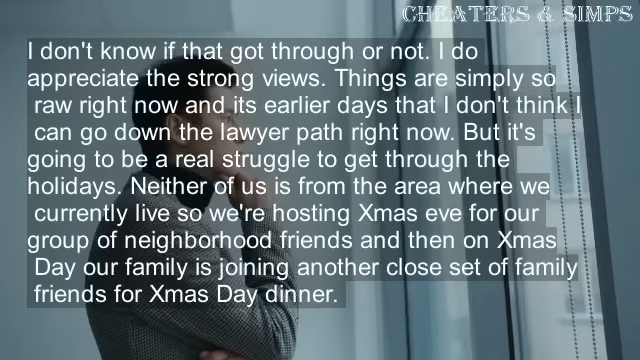 CHEATERS & SIMPS
I don't know if that got through or not. I do
appreciate the strong views. Things are simply so
raw right now and its earlier days that I don't think I
can go down the lawyer path right now. But it's
going to be a real struggle to get through the
holidays. Neither of us is from the area where we
currently live so we're hosting Xmas eve for our
group of neighborhood friends and then on Xmas
Day our family is joining another close set of family
friends for Xmas Day dinner.